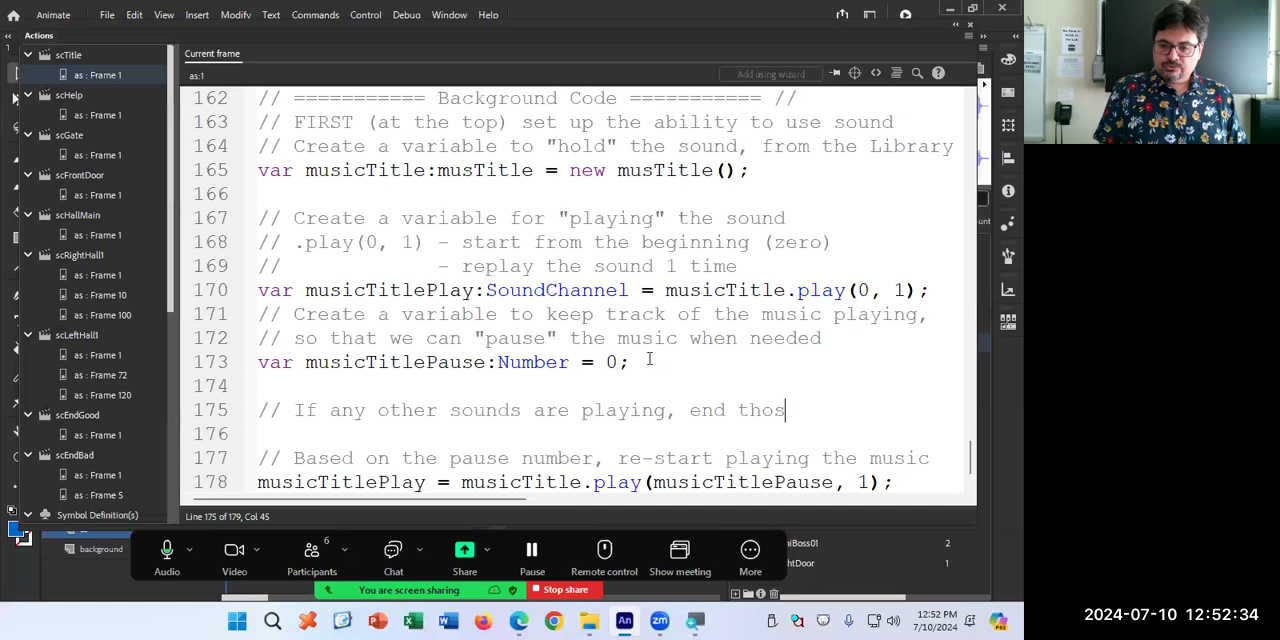 Animate File Edit View Insert Modify Text Commands Control Debug Window Help
Actions
Current frame
as:1
Add using wizard
scTitle
as : Frame 1
scHelp
as : Frame 1
scGate
as : Frame 1
scFrontDoor
as : Frame 1
scHallMain
as : Frame 1
scRightHall1
as : Frame 1
as : Frame 10
as : Frame 100
scLeftHall1
as : Frame 1
as : Frame 72
as : Frame 120
scEndGood
as : Frame 1
scEndBad
as : Frame 1
as : Frame 5
Symbol Definition(s)
162 // =========== Background Code =========== //
163 // FIRST (at the top) set up the ability to use sound
164 // Create a variable to "hold" the sound, from the Library
165 var musicTitle:musTitle = new musTitle();
166
167 // Create a variable for "playing" the sound
168 // .play(0, 1) - start from the beginning (zero)
169 //             - replay the sound 1 time
170 var musicTitlePlay:SoundChannel = musicTitle.play(0, 1);
171 // Create a variable to keep track of the music playing,
172 // so that we can "pause" the music when needed
173 var musicTitlePause:Number = 0;
174
175 // If any other sounds are playing, end thos
176
177 // Based on the pause number, re-start playing the music
178 musicTitlePlay = musicTitle.play(musicTitlePause, 1);
Line 175 of 179, Col 45
background
niBoss01 2
htDoor 1
6
Audio Video Participants Chat Share Pause Remote control Show meeting More
You are screen sharing Stop share
12:52 PM
7/10/2024
2024-07-10 12:52:34